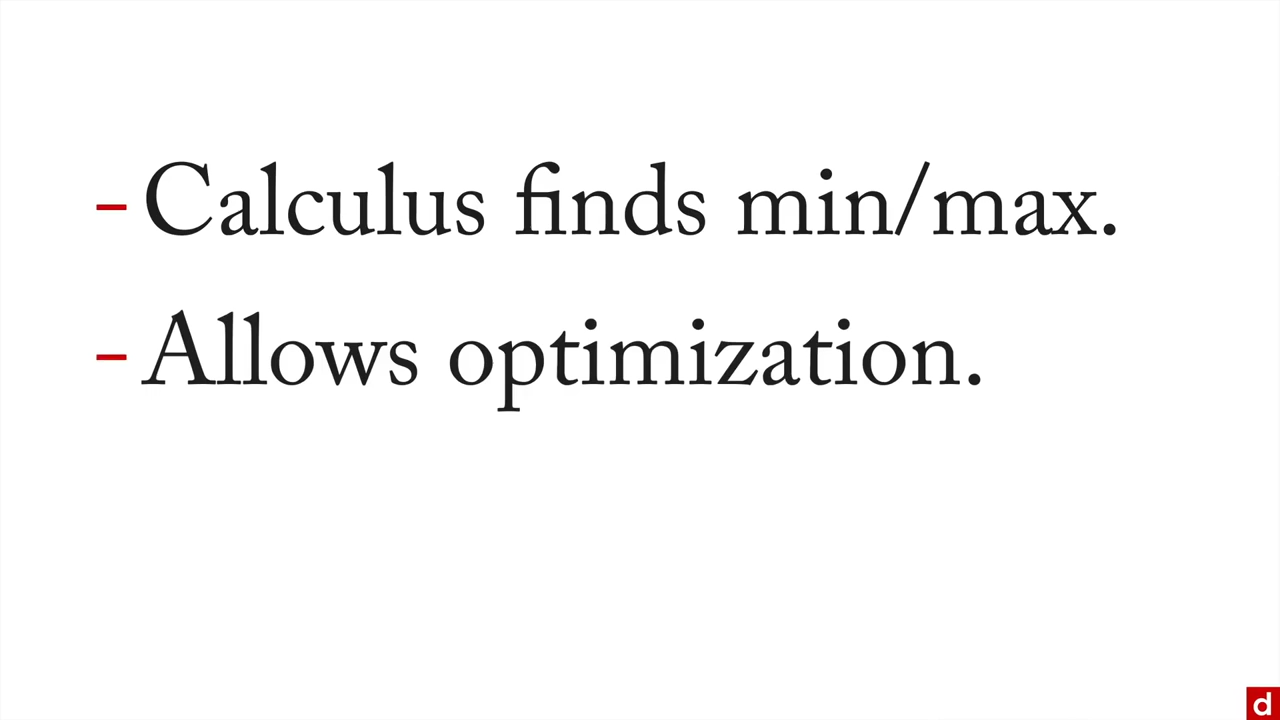 - Calculus finds min/max.
- Allows optimization.
d